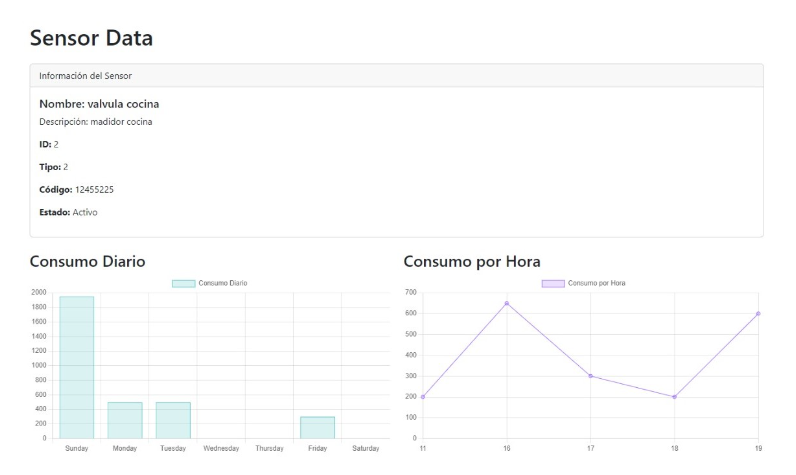 Sensor Data
Información del Sensor
Nombre: valvula cocina
Descripción: madidor cocina
ID: 2
Tipo: 2
Código: 12455225
Estado: Activo
Consumo Diario
Consumo Diario
2000
1800
1600
1400
1200
1000
800
600
400
200
0
Sunday Monday Tuesday Wednesday Thursday Friday Saturday
Consumo por Hora
Consumo por Hora
700
600
500
400
300
200
100
0
11 16 17 18 19